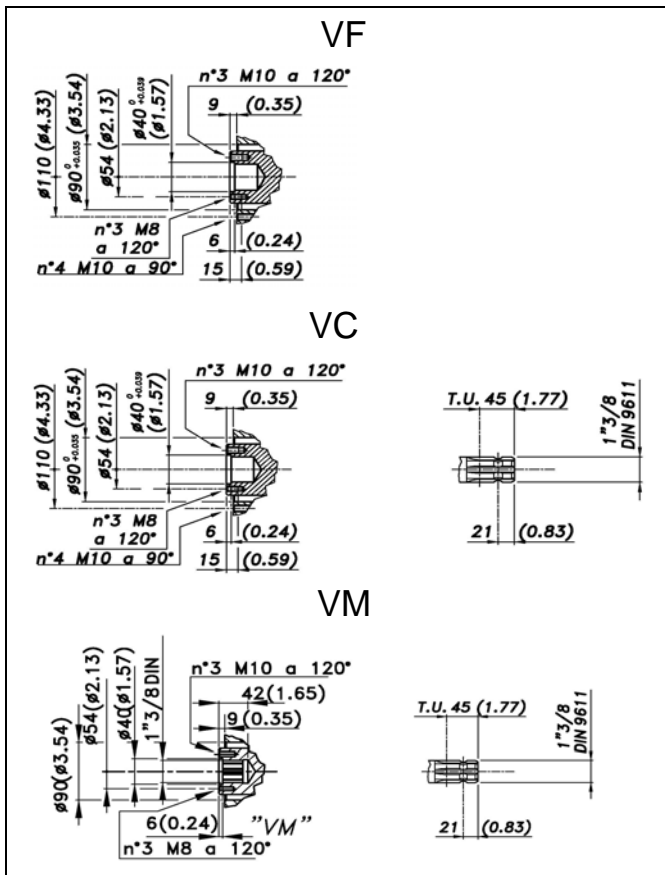 VF
n°3 M10 a 120°
9 (0.35)
ø110 (ø4.33)
ø90 0 +0.035 (ø3.54)
ø54 (ø2.13)
ø40 0 +0.039
(ø1.57)
n°3 M8
a 120°
n°4 M10 a 90°
6 (0.24)
15 (0.59)
VC
n°3 M10 a 120°
9 (0.35)
ø110 (ø4.33)
ø90 0 +0.035 (ø3.54)
ø54 (ø2.13)
ø40 0 +0.039
(ø1.57)
n°3 M8
a 120°
n°4 M10 a 90°
6 (0.24)
15 (0.59)
T.U. 45 (1.77)
1"3/8
DIN 9611
21 (0.83)
VM
n°3 M10 a 120°
42(1.65)
9 (0.35)
ø90(ø3.54)
ø54(ø2.13)
ø40(ø1.57)
1"3/8 DIN
6(0.24)
"VM"
n°3 M8 a 120°
T.U. 45 (1.77)
1"3/8
DIN 9611
21 (0.83)